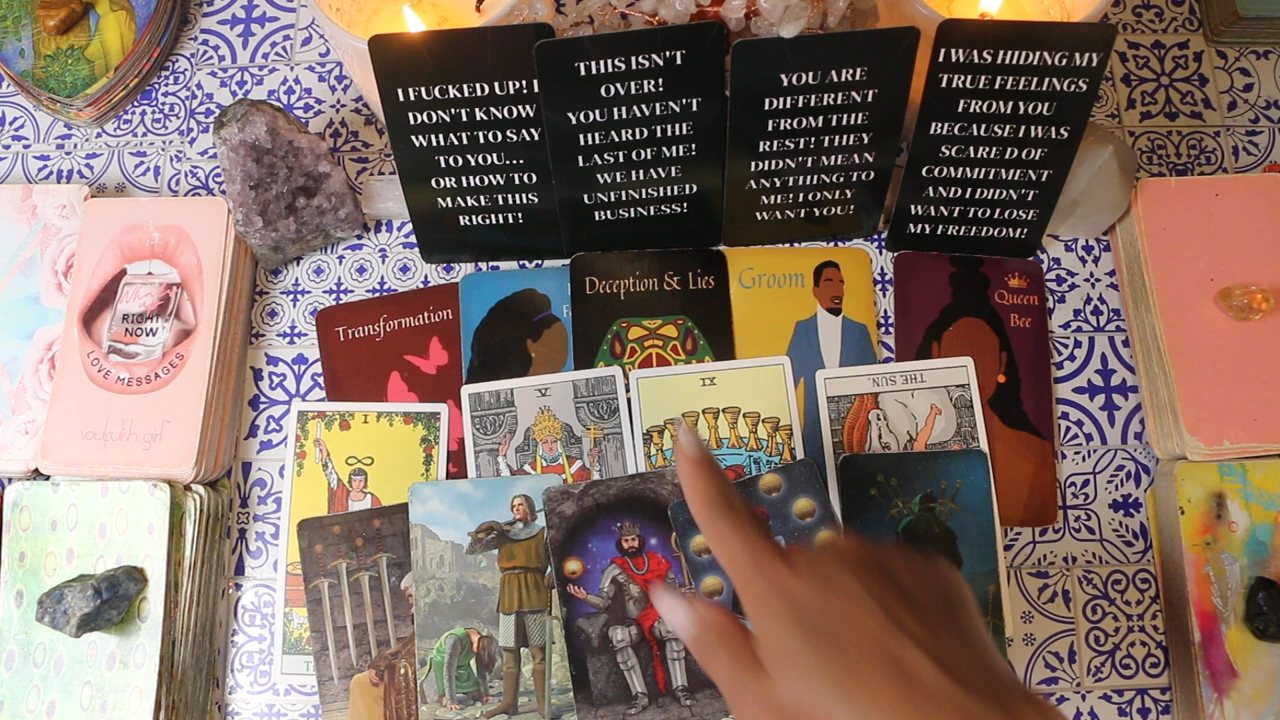 I FUCKED UP! I
DON'T KNOW
WHAT TO SAY
TO YOU...
OR HOW TO
MAKE THIS
RIGHT!
THIS ISN'T
OVER!
YOU HAVEN'T
HEARD THE
LAST OF ME!
WE HAVE
UNFINISHED
BUSINESS!
YOU ARE
DIFFERENT
FROM THE
REST! THEY
DIDN'T MEAN
ANYTHING TO
ME! I ONLY
WANT YOU!
I WAS HIDING MY
TRUE FEELINGS
FROM YOU
BECAUSE I WAS
SCARE D OF
COMMITMENT
AND I DIDN'T
WANT TO LOSE
MY FREEDOM!
RIGHT
NOW
LOVE MESSAGES
Transformation
Deception & Lies
Groom
Queen
Bee
I
V
IX
THE SUN.